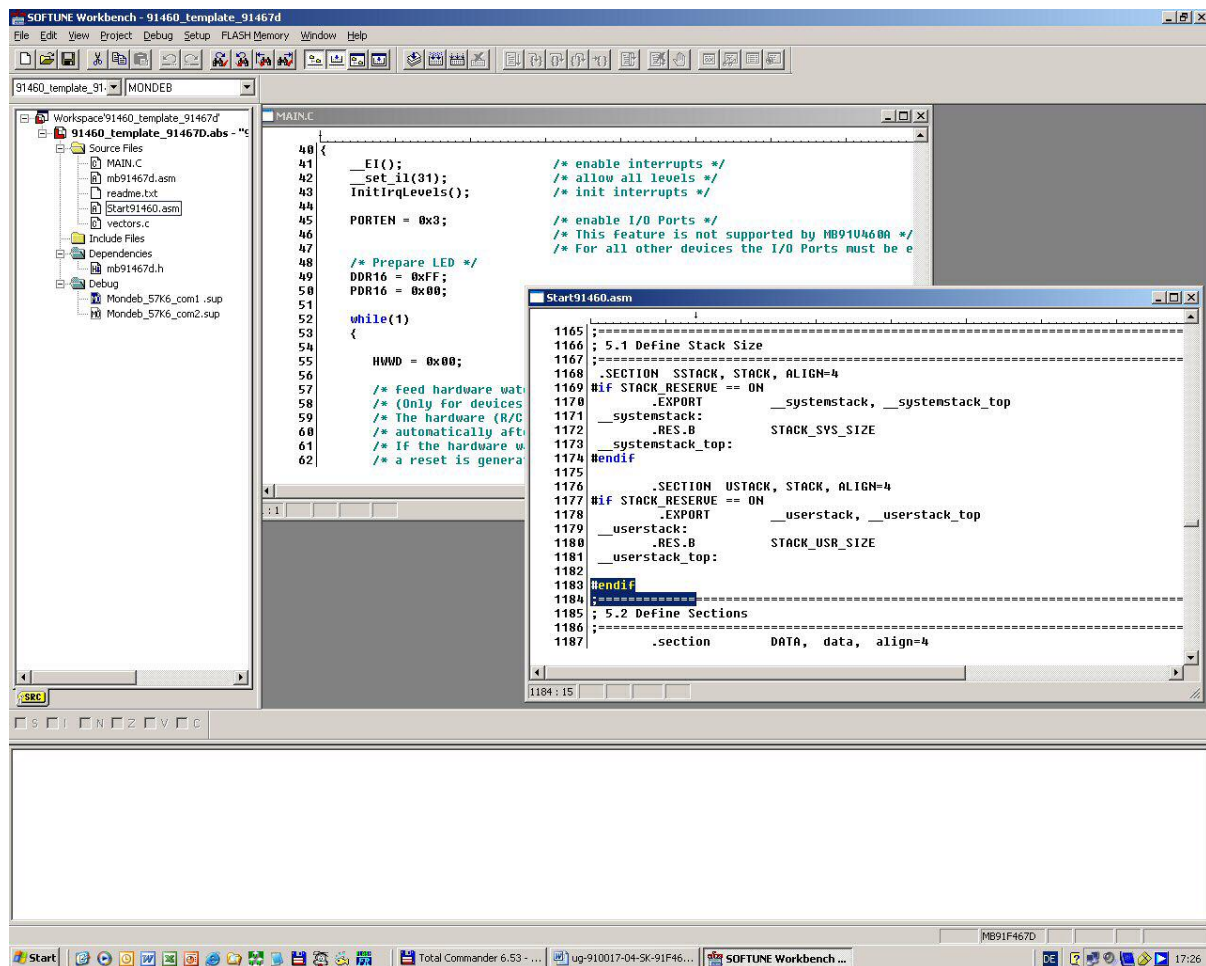 SOFTUNE Workbench - 91460_template_91467d
File Edit View Project Debug Setup FLASH Memory Window Help
91460_template_91- MONDEB
Workspace'91460_template_91467d'
91460_template_91467D.abs - "9
Source Files
MAIN.C
mb91467d.asm
readme.txt
Start91460.asm
vectors.c
Include Files
Dependencies
mb91467d.h
Debug
Mondeb_57K6_com1 .sup
Mondeb_57K6_com2.sup
SRC
MAIN.C
40 {
41 __EI(); /* enable interrupts */
42 __set_il(31); /* allow all levels */
43 InitIrqLevels(); /* init interrupts */
44
45 PORTEN = 0x3; /* enable I/O Ports */
46 /* This feature is not supported by MB91V460A */
47 /* For all other devices the I/O Ports must be e
48 /* Prepare LED */
49 DDR16 = 0xFF;
50 PDR16 = 0x00;
51
52 while(1)
53 {
54
55 HWWD = 0x00;
56
57 /* feed hardware wat
58 /* (Only for devices
59 /* The hardware (R/C
60 /* automatically afte
61 /* If the hardware w
62 /* a reset is genera
: 1
Start91460.asm
1165 ;===============================================================================
1166 ; 5.1 Define Stack Size
1167 ;===============================================================================
1168 .SECTION SSTACK, STACK, ALIGN=4
1169 #if STACK_RESERVE == ON
1170 .EXPORT __systemstack, __systemstack_top
1171 __systemstack:
1172 .RES.B STACK_SYS_SIZE
1173 __systemstack_top:
1174 #endif
1175
1176 .SECTION USTACK, STACK, ALIGN=4
1177 #if STACK_RESERVE == ON
1178 .EXPORT __userstack, __userstack_top
1179 __userstack:
1180 .RES.B STACK_USR_SIZE
1181 __userstack_top:
1182
1183 #endif
1184 ;===============================================================================
1185 ; 5.2 Define Sections
1186 ;===============================================================================
1187 .section DATA, data, align=4
1184 : 15
S I N Z V C
MB91F467D
Start Total Commander 6.53 - ... ug-910017-04-SK-91F46... SOFTUNE Workbench ... DE 17:26